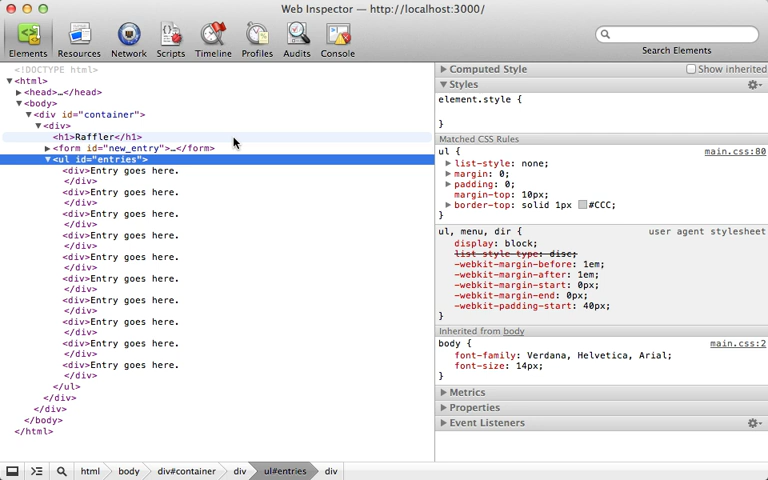 Web Inspector — http://localhost:3000/
Elements
Resources
Network
Scripts
Timeline
Profiles
Audits
Console
Search Elements
<!DOCTYPE html>
<html>
<head>…</head>
<body>
<div id="container">
<div>
<h1>Raffler</h1>
<form id="new_entry">…</form>
<ul id="entries">
<div>Entry goes here.
</div>
<div>Entry goes here.
</div>
<div>Entry goes here.
</div>
<div>Entry goes here.
</div>
<div>Entry goes here.
</div>
<div>Entry goes here.
</div>
<div>Entry goes here.
</div>
<div>Entry goes here.
</div>
<div>Entry goes here.
</div>
<div>Entry goes here.
</div>
</ul>
</div>
</div>
</body>
</html>
Computed Style
Show inherited
Styles
element.style {
}
Matched CSS Rules
ul {
main.css:80
list-style: none;
margin: 0;
padding: 0;
margin-top: 10px;
border-top: solid 1px #CCC;
}
ul, menu, dir {
user agent stylesheet
display: block;
list-style-type: disc;
-webkit-margin-before: 1em;
-webkit-margin-after: 1em;
-webkit-margin-start: 0px;
-webkit-margin-end: 0px;
-webkit-padding-start: 40px;
}
Inherited from body
body {
main.css:2
font-family: Verdana, Helvetica, Arial;
font-size: 14px;
}
Metrics
Properties
Event Listeners
html
body
div#container
div
ul#entries
div